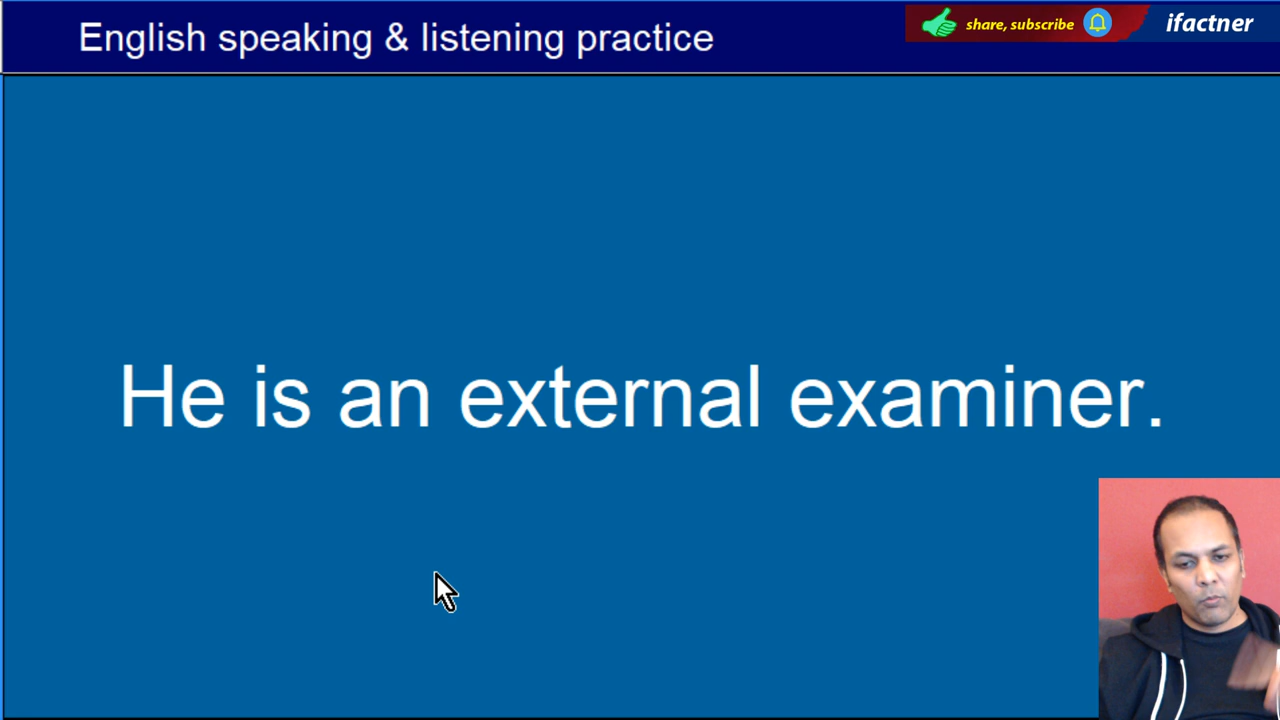 English speaking & listening practice
share, subscribe
ifactner
He is an external examiner.